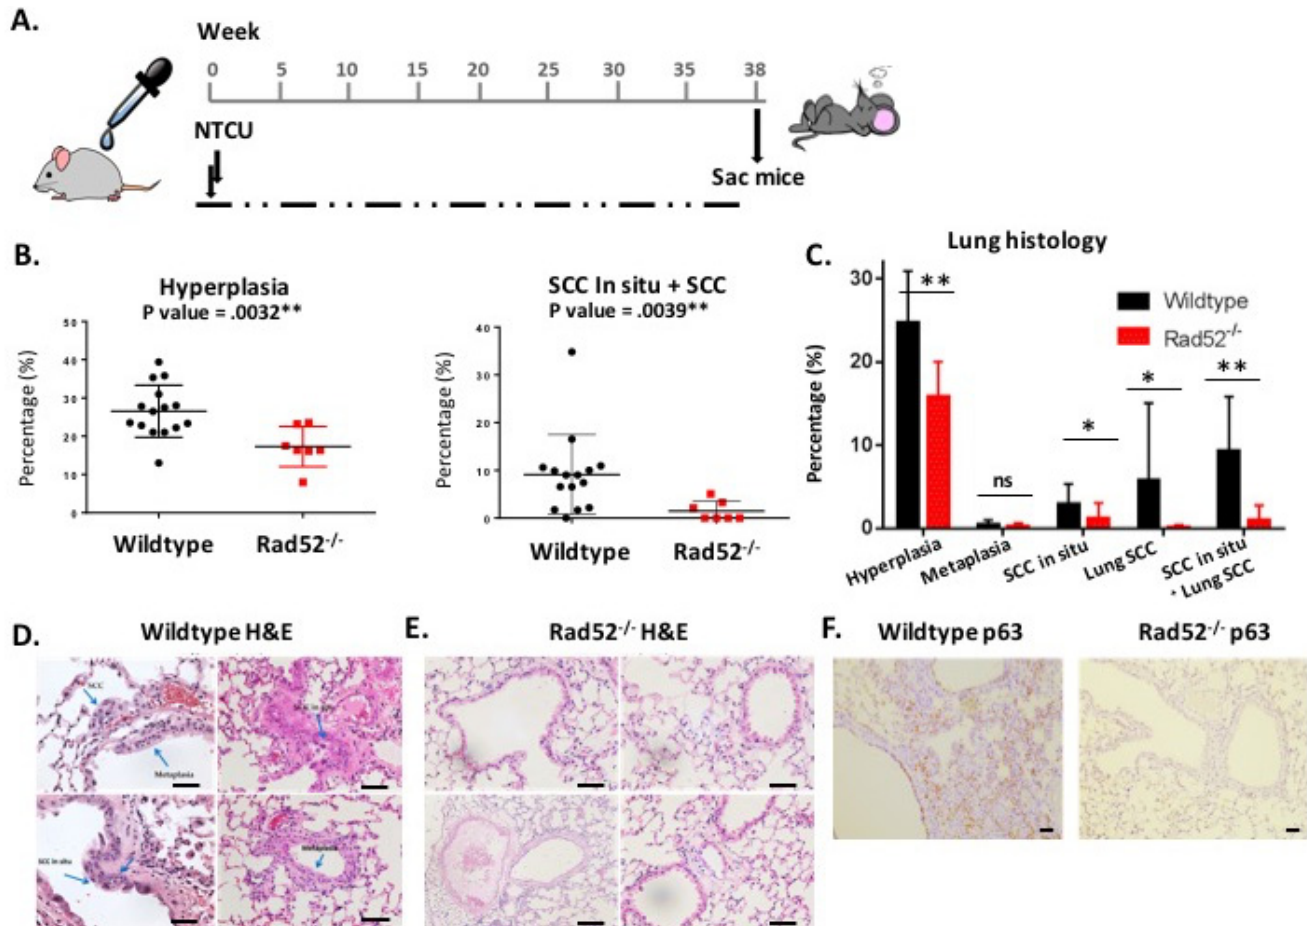 A.
Week
0 5 10 15 20 25 30 35 38
NTCU
Sac mice
B.
Hyperplasia
P value = .0032**
Percentage (%)
50
40
30
20
10
0
Wildtype Rad52-/-
SCC In situ + SCC
P value = .0039**
Percentage (%)
40
30
20
10
0
Wildtype Rad52-/-
C.
Lung histology
Percentage (%)
30
20
10
0
** ns * * **
Wildtype
Rad52-/-
Hyperplasia
Metaplasia
SCC in situ
Lung SCC
SCC in situ
+ Lung SCC
D.
Wildtype H&E
SCC
Metaplasia
SCC in situ
SCC in situ
Metaplasia
E.
Rad52-/- H&E
F.
Wildtype p63
Rad52-/- p63